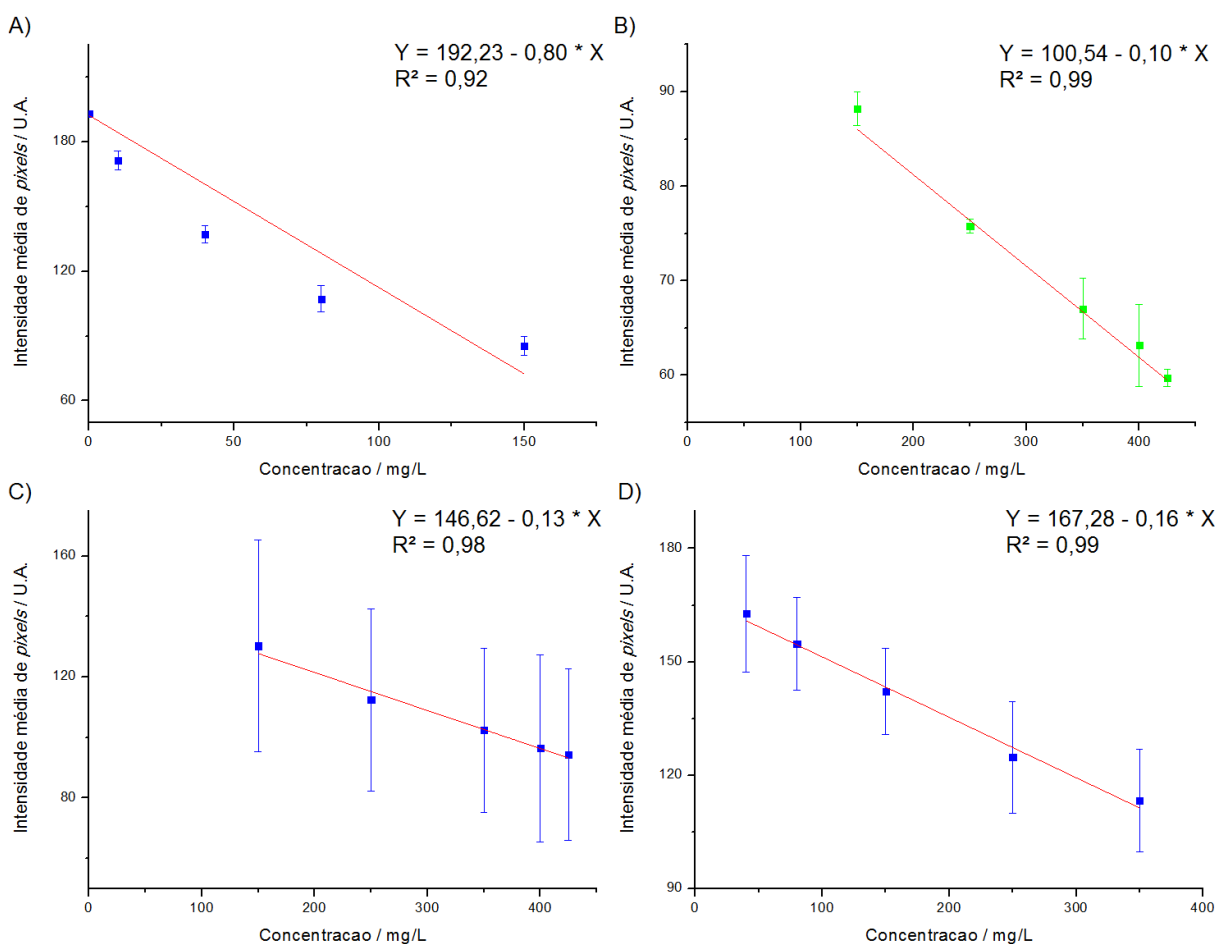 A)
Y = 192,23 - 0,80 * X
R² = 0,92
Intensidade média de pixels / U.A.
180
120
60
0
50
100
150
Concentracao / mg/L
B)
Y = 100,54 - 0,10 * X
R² = 0,99
Intensidade média de pixels / U.A.
90
80
70
60
0
100
200
300
400
Concentracao / mg/L
C)
Y = 146,62 - 0,13 * X
R² = 0,98
Intensidade média de pixels / U.A.
160
120
80
0
100
200
300
400
Concentracao / mg/L
D)
Y = 167,28 - 0,16 * X
R² = 0,99
Intensidade média de pixels / U.A.
180
150
120
90
0
100
200
300
400
Concentracao / mg/L